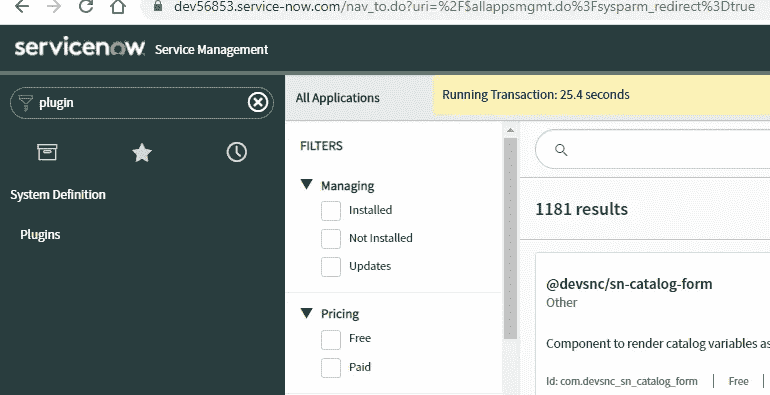 dev56853.service-now.com/nav_to.do?uri=%2F$allappsmgmt.do%3Fsysparm_redirect%3Dtrue
servicenow Service Management
plugin
System Definition
Plugins
All Applications
Running Transaction: 25.4 seconds
FILTERS
Managing
Installed
Not Installed
Updates
Pricing
Free
Paid
1181 results
@devsnc/sn-catalog-form
Other
Component to render catalog variables as
Id: com.devsnc_sn_catalog_form | Free |